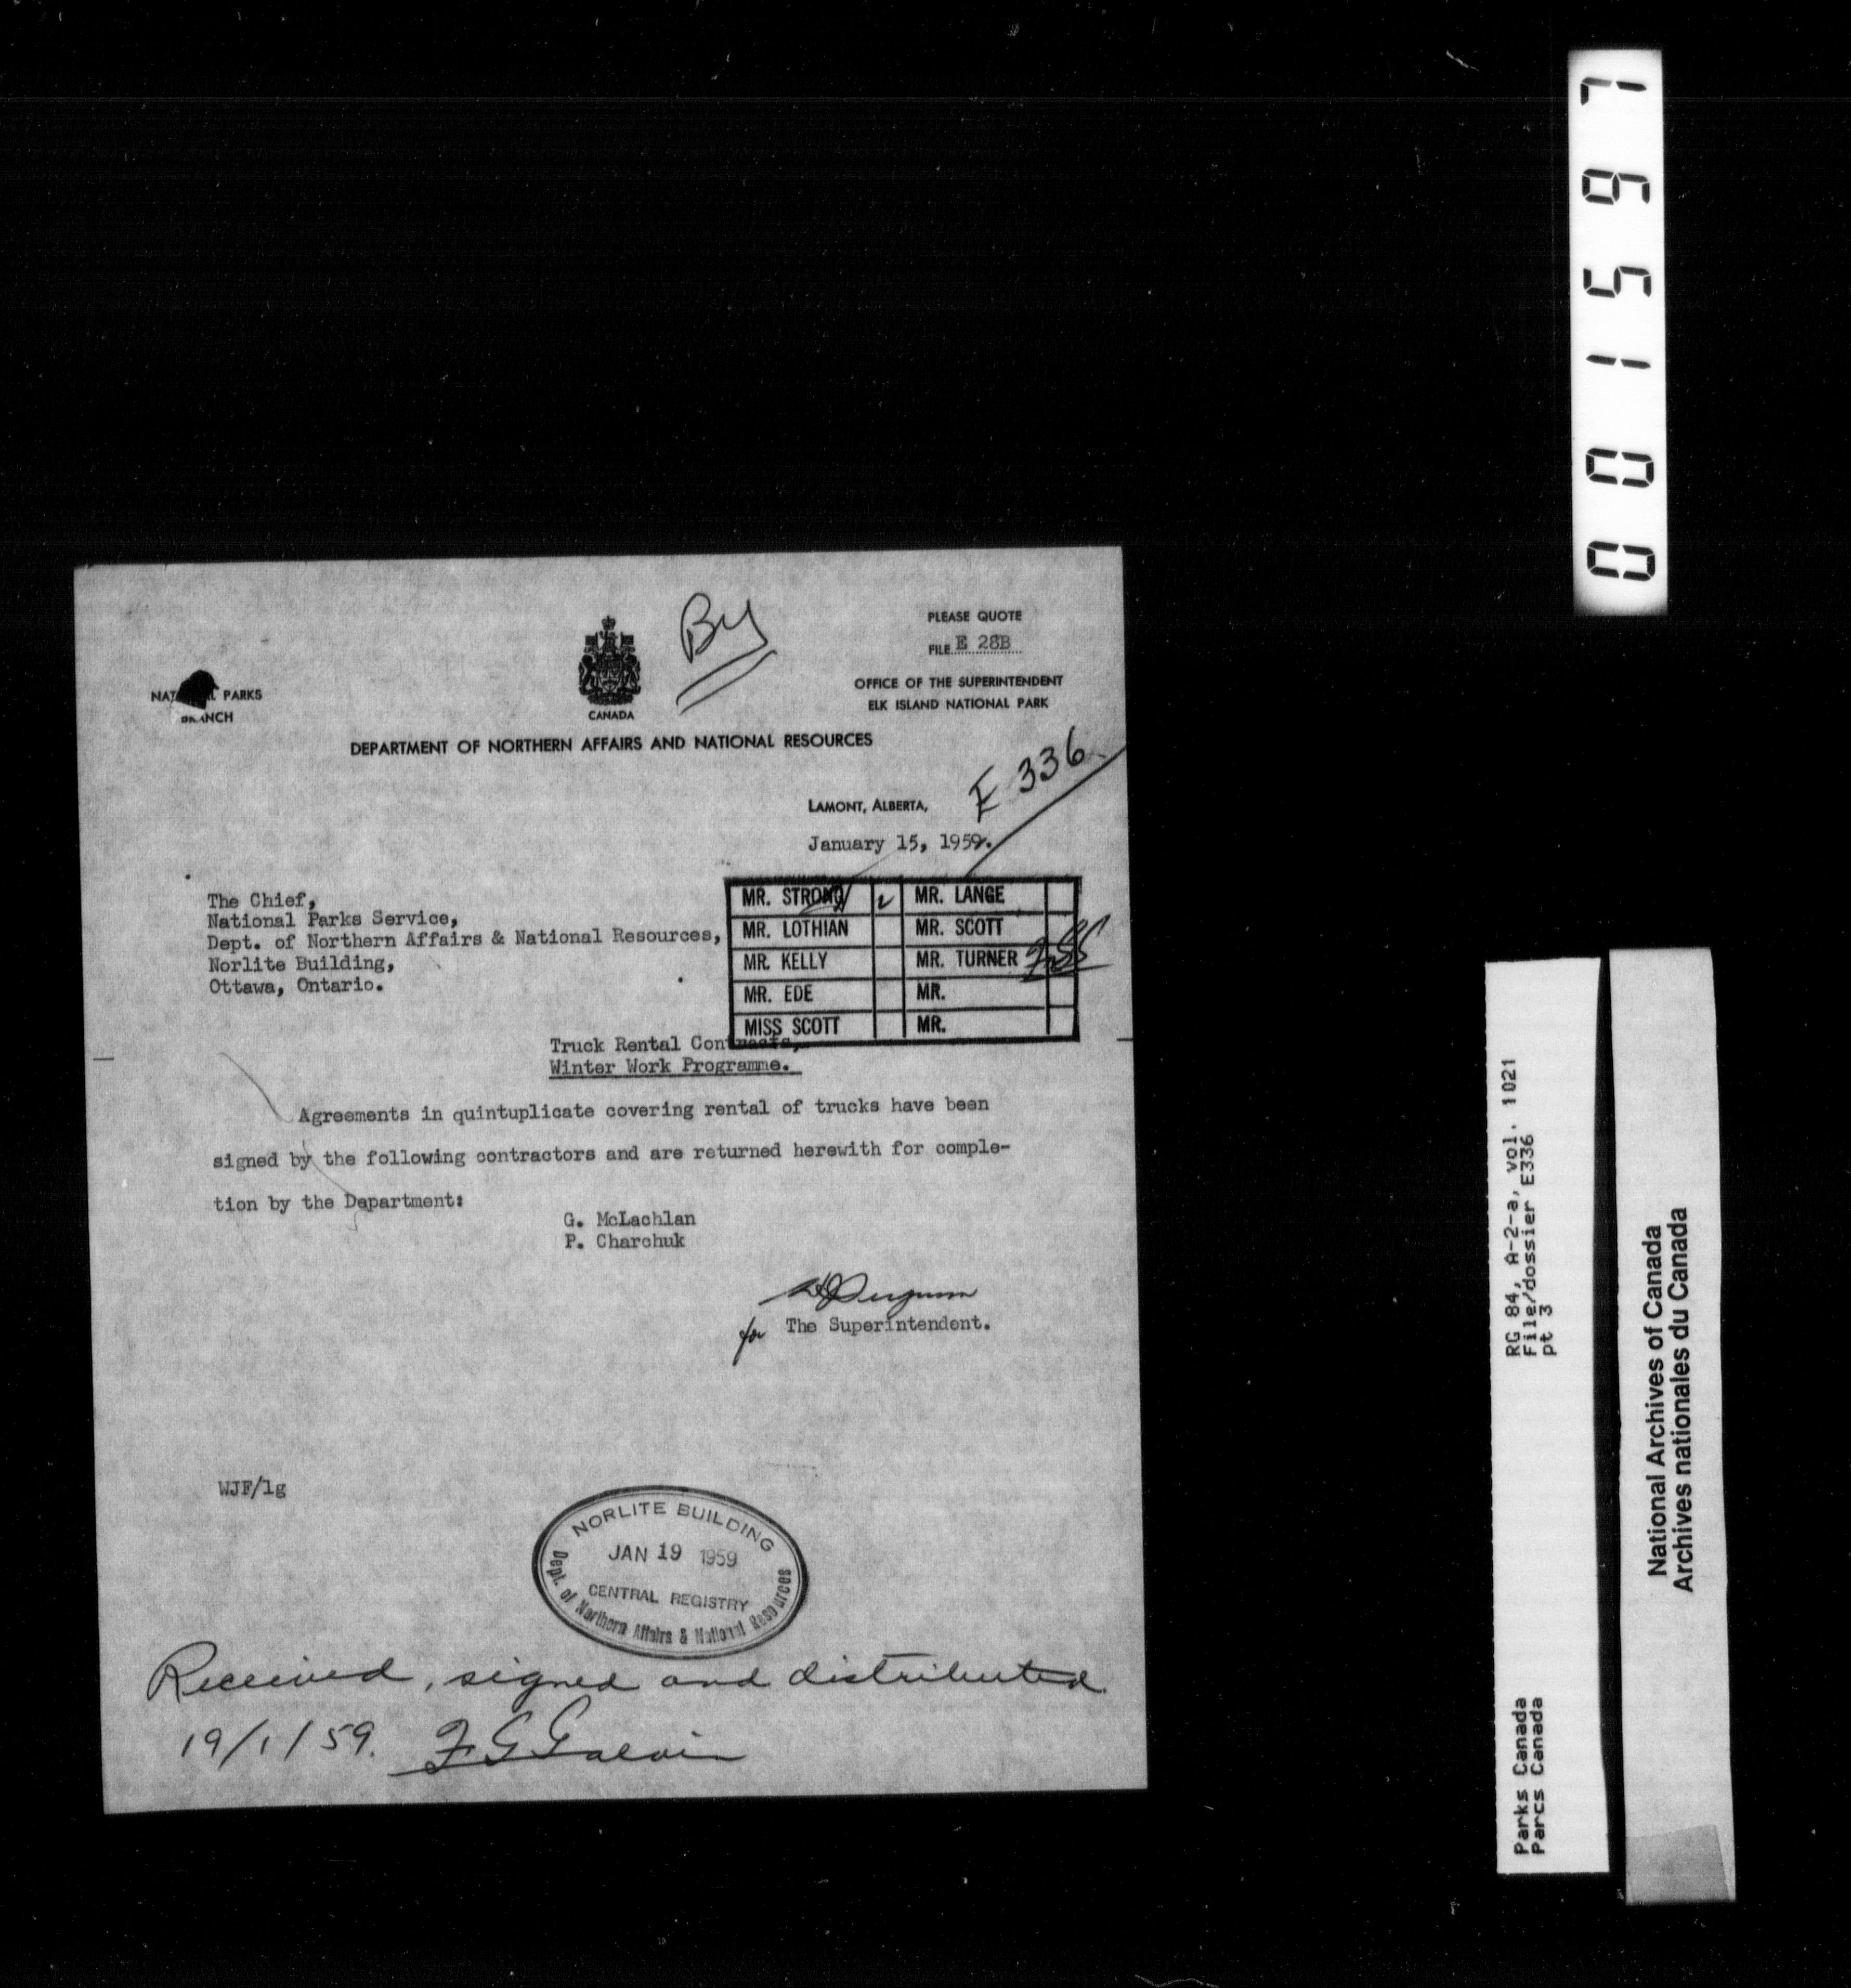 001597
By
PLEASE QUOTE
FILE E 28B
OFFICE OF THE SUPERINTENDENT
ELK ISLAND NATIONAL PARK
PARKS
CANADA
DEPARTMENT OF NORTHERN AFFAIRS AND NATIONAL RESOURCES
E 336
LAMONT, ALBERTA,
January 15, 1959.
The Chief,
National Parks Service,
Dept. of Northern Affairs & National Resources,
Norlite Building,
Ottawa, Ontario.
MR. STRONG MR. LANGE
MR. LOTHIAN MR. SCOTT
MR. KELLY MR. TURNER
MR. EDE MR.
MISS SCOTT MR.
Truck Rental Contracts,
Winter Work Programme.
Agreements in quintuplicate covering rental of trucks have been
signed by the following contractors and are returned herewith for comple-
tion by the Department:
G. McLachlan
P. Charchuk
for The Superintendent.
WJF/lg
NORLITE BUILDING
JAN 19 1959
CENTRAL REGISTRY
Dept. of Northern Affairs & National Resources
Received, signed and distributed.
19/1/59. F G Galvin
RG 84, A-2-a, vol. 1021
File/dossier E336
pt 3
Parks Canada
Parcs Canada
National Archives of Canada
Archives nationales du Canada